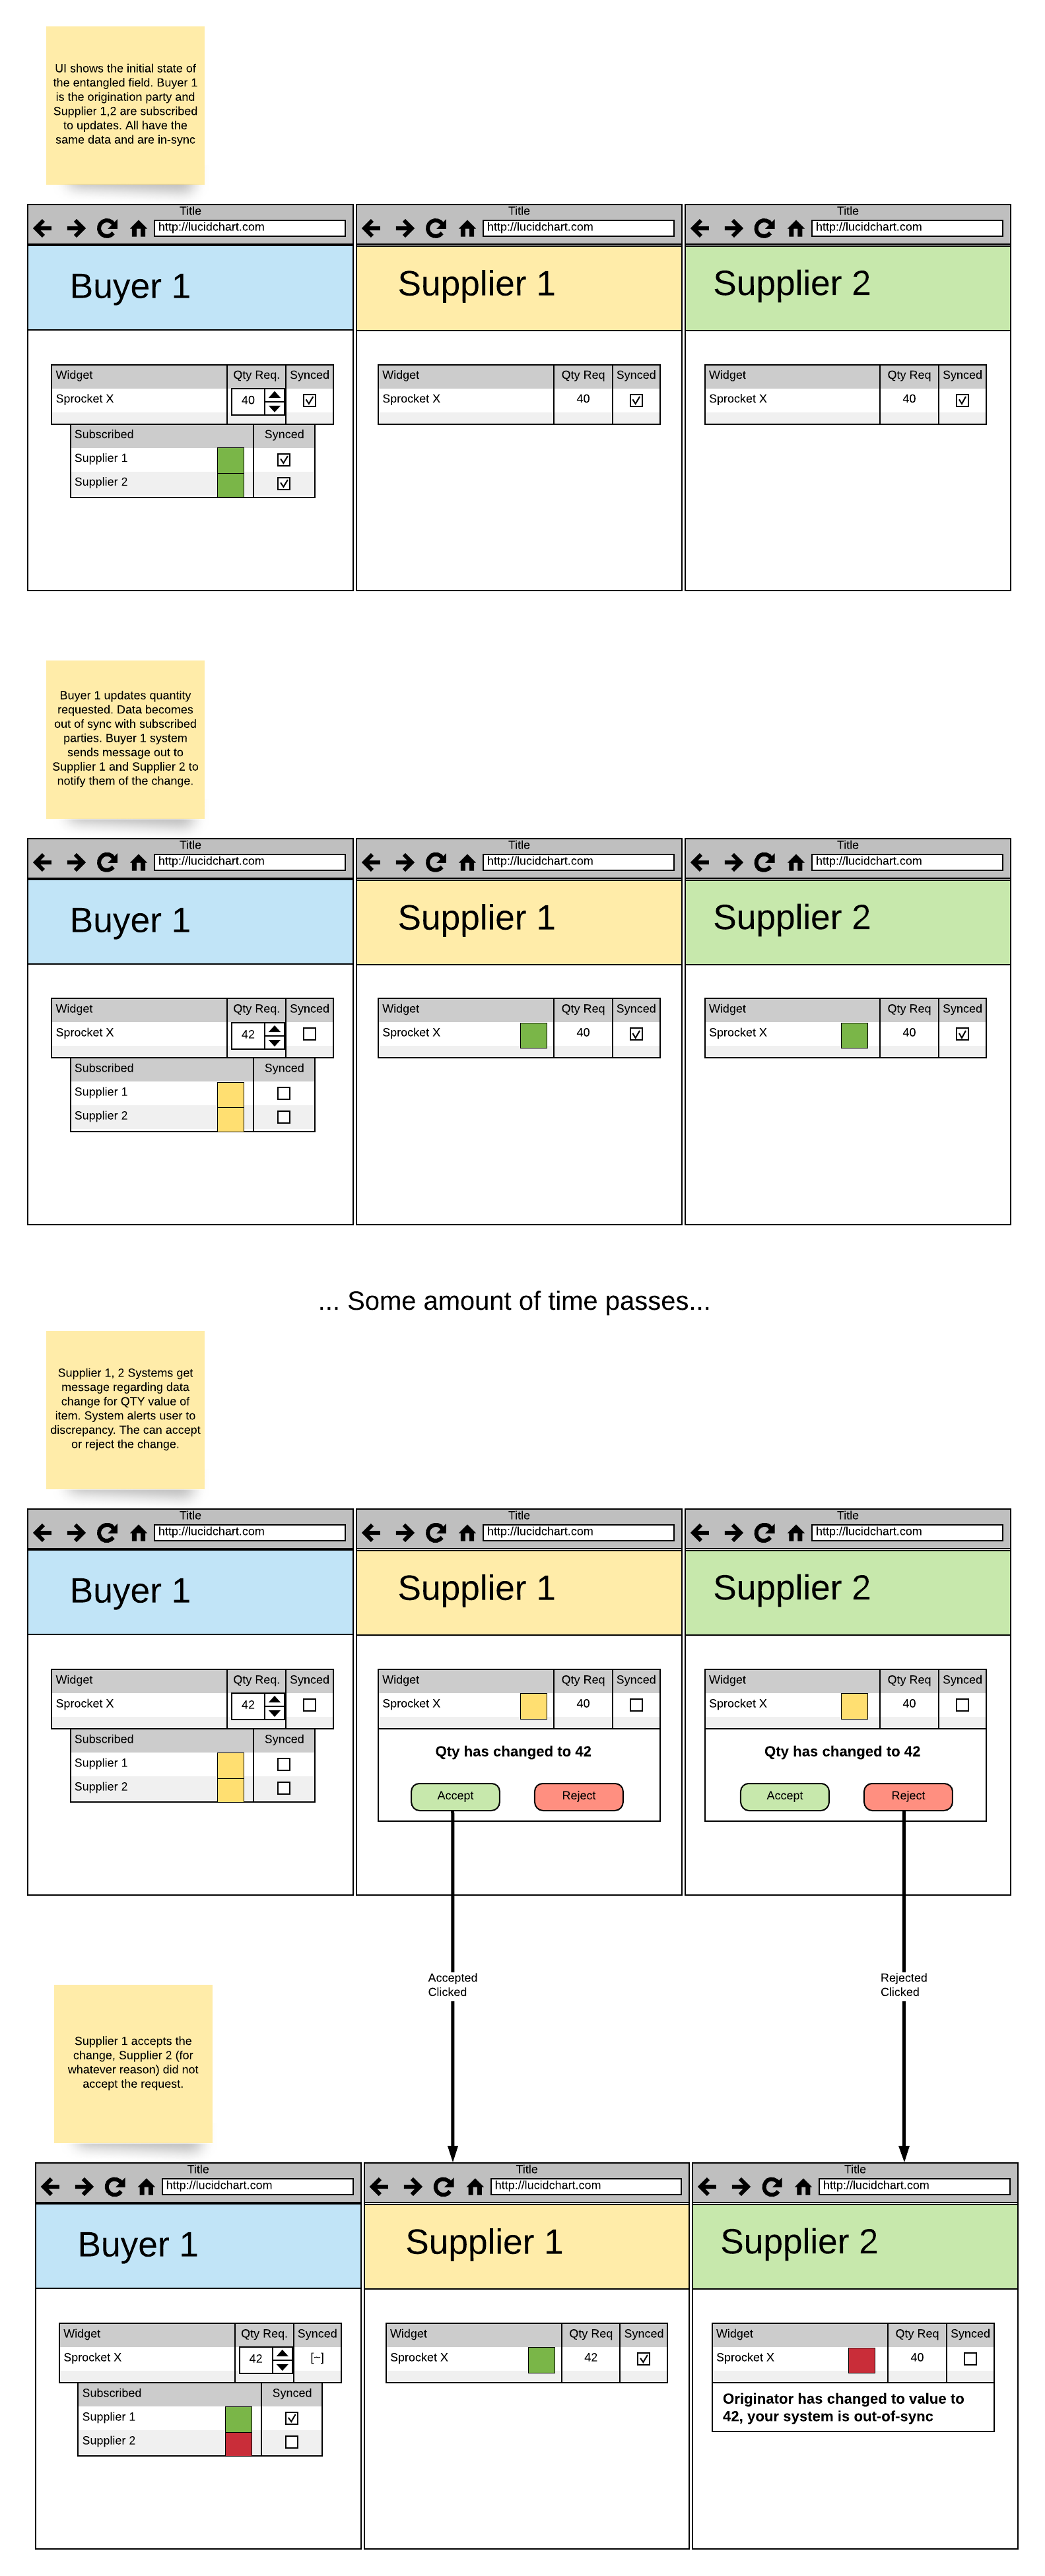 UI shows the initial state of
the entangled field. Buyer 1
is the origination party and
Supplier 1,2 are subscribed
to updates. All have the
same data and are in-sync
Title
http://lucidchart.com
Buyer 1
Widget Qty Req. Synced
Sprocket X 40
Subscribed Synced
Supplier 1
Supplier 2
Title
http://lucidchart.com
Supplier 1
Widget Qty Req Synced
Sprocket X 40
Title
http://lucidchart.com
Supplier 2
Widget Qty Req Synced
Sprocket X 40
Buyer 1 updates quantity
requested. Data becomes
out of sync with subscribed
parties. Buyer 1 system
sends message out to
Supplier 1 and Supplier 2 to
notify them of the change.
Title
http://lucidchart.com
Buyer 1
Widget Qty Req. Synced
Sprocket X 42
Subscribed Synced
Supplier 1
Supplier 2
Title
http://lucidchart.com
Supplier 1
Widget Qty Req Synced
Sprocket X 40
Title
http://lucidchart.com
Supplier 2
Widget Qty Req Synced
Sprocket X 40
... Some amount of time passes...
Supplier 1, 2 Systems get
message regarding data
change for QTY value of
item. System alerts user to
discrepancy. The can accept
or reject the change.
Title
http://lucidchart.com
Buyer 1
Widget Qty Req. Synced
Sprocket X 42
Subscribed Synced
Supplier 1
Supplier 2
Title
http://lucidchart.com
Supplier 1
Widget Qty Req Synced
Sprocket X 40
Qty has changed to 42
Accept Reject
Title
http://lucidchart.com
Supplier 2
Widget Qty Req Synced
Sprocket X 40
Qty has changed to 42
Accept Reject
Accepted
Clicked
Rejected
Clicked
Supplier 1 accepts the
change, Supplier 2 (for
whatever reason) did not
accept the request.
Title
http://lucidchart.com
Buyer 1
Widget Qty Req. Synced
Sprocket X 42 [~]
Subscribed Synced
Supplier 1
Supplier 2
Title
http://lucidchart.com
Supplier 1
Widget Qty Req Synced
Sprocket X 42
Title
http://lucidchart.com
Supplier 2
Widget Qty Req Synced
Sprocket X 40
Originator has changed to value to
42, your system is out-of-sync